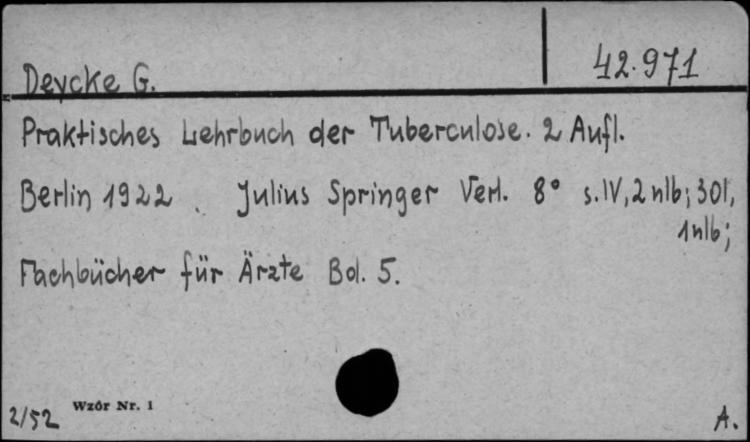 42.971
Deycke G.
Praktisches Lehrbuch der Tuberculose. 2 Aufl.
Berlin 1922 . Julius Springer Verl. 8° s. IV, 2 nlb; 301,
1 nlb;
Fachbücher für Ärzte Bd. 5.
2/52 Wzór Nr. 1 A.